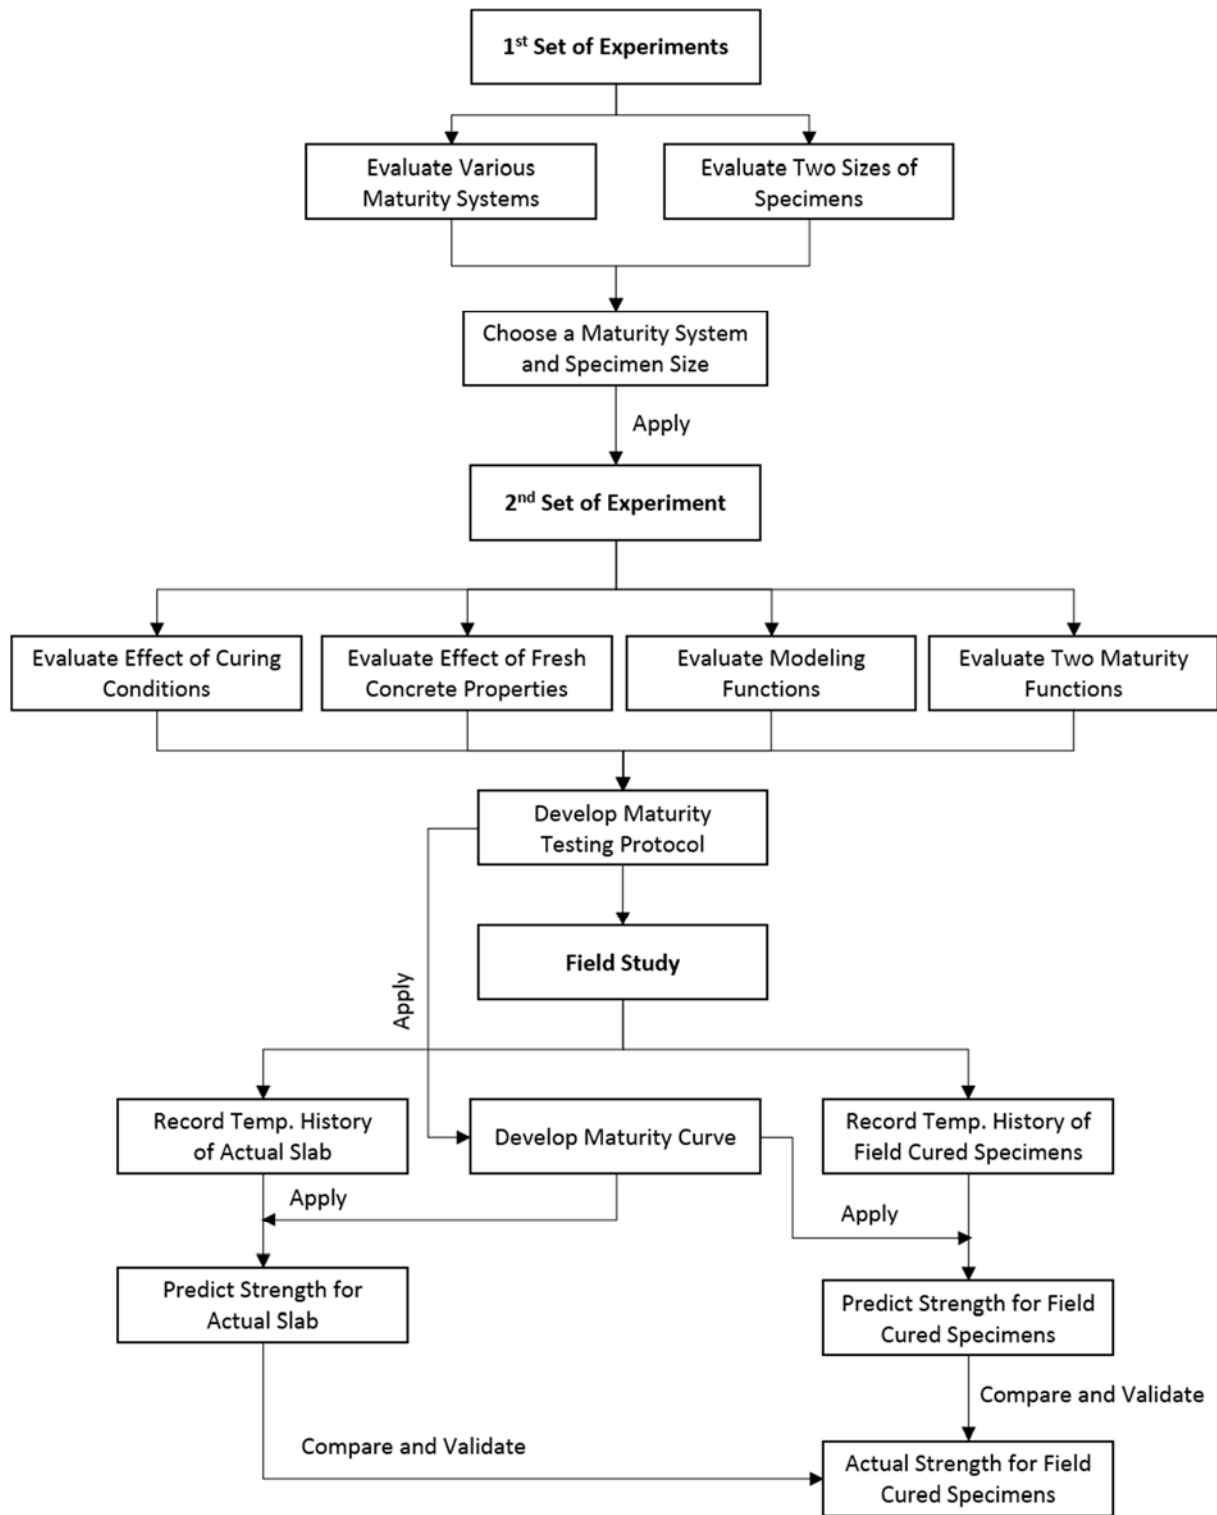 1st Set of Experiments
Evaluate Various
Maturity Systems
Evaluate Two Sizes of
Specimens
Choose a Maturity System
and Specimen Size
Apply
2nd Set of Experiment
Evaluate Effect of Curing
Conditions
Evaluate Effect of Fresh
Concrete Properties
Evaluate Modeling
Functions
Evaluate Two Maturity
Functions
Develop Maturity
Testing Protocol
Apply
Field Study
Record Temp. History
of Actual Slab
Develop Maturity Curve
Record Temp. History of
Field Cured Specimens
Apply
Apply
Predict Strength for
Actual Slab
Predict Strength for Field
Cured Specimens
Compare and Validate
Compare and Validate
Actual Strength for Field
Cured Specimens